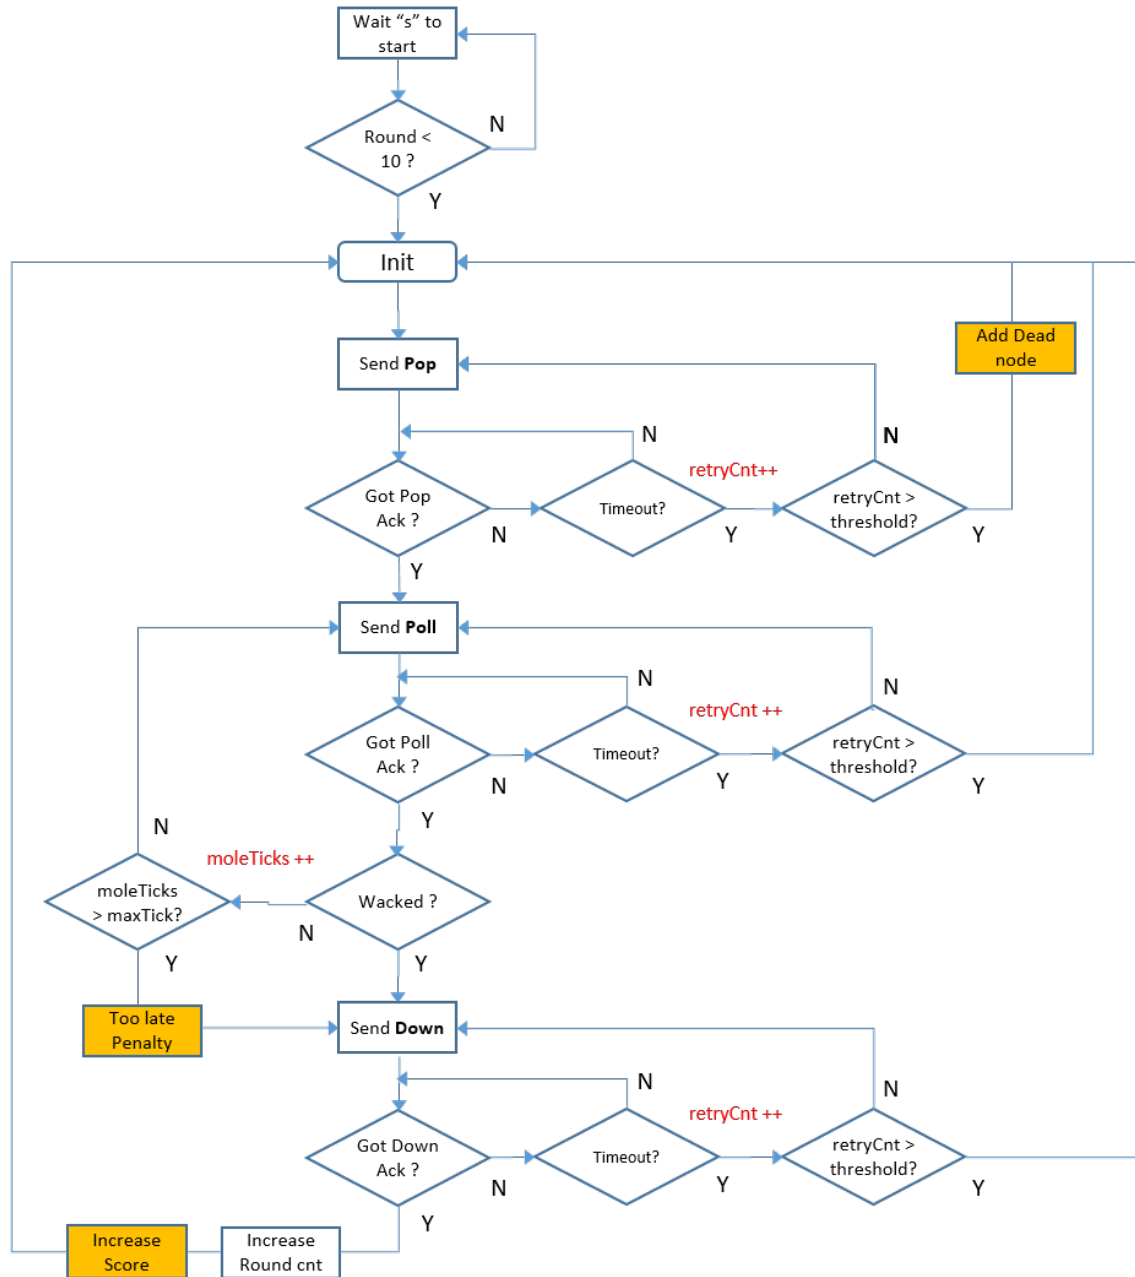 Wait “s” to
start
N
Round <
10 ?
Y
Init
Add Dead
node
Send Pop
N
N
retryCnt++
Got Pop
Ack ?
Timeout?
retryCnt >
threshold?
N
Y
Y
Y
Send Poll
N
N
retryCnt ++
Got Poll
Ack ?
Timeout?
retryCnt >
threshold?
N
Y
Y
Y
N
moleTicks ++
moleTicks
> maxTick?
Wacked ?
N
Y
Y
Too late
Penalty
Send Down
N
N
retryCnt ++
Got Down
Ack ?
Timeout?
retryCnt >
threshold?
N
Y
Y
Y
Increase
Score
Increase
Round cnt